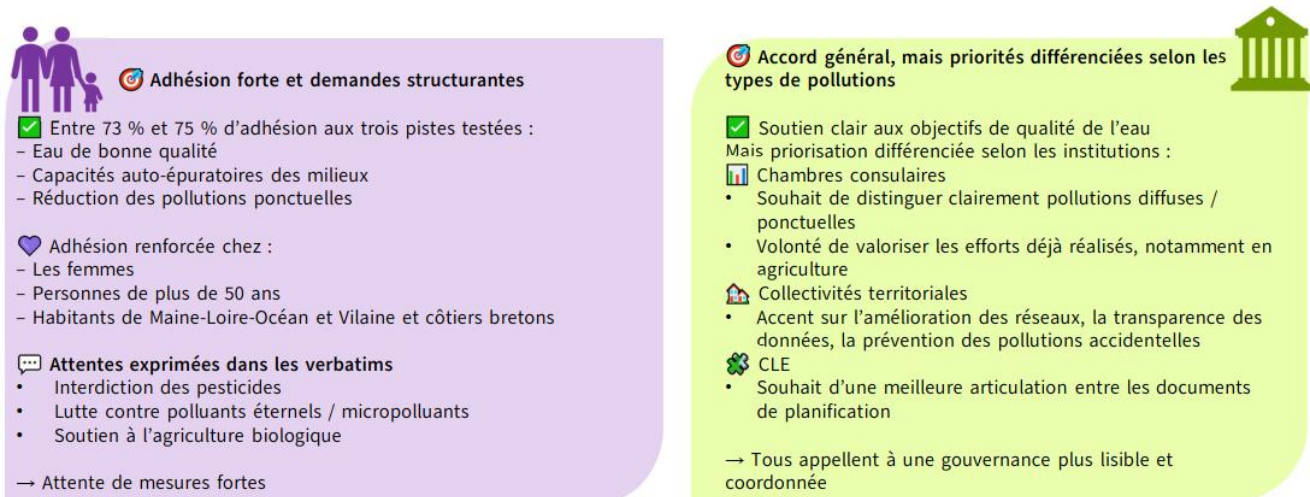 🎯 Adhésion forte et demandes structurantes
✅ Entre 73 % et 75 % d’adhésion aux trois pistes testées :
– Eau de bonne qualité
– Capacités auto-épuratoires des milieux
– Réduction des pollutions ponctuelles
💜 Adhésion renforcée chez :
– Les femmes
– Personnes de plus de 50 ans
– Habitants de Maine-Loire-Océan et Vilaine et côtiers bretons
💬 Attentes exprimées dans les verbatims
• Interdiction des pesticides
• Lutte contre polluants éternels / micropolluants
• Soutien à l’agriculture biologique
→ Attente de mesures fortes
🎯 Accord général, mais priorités différenciées selon les
types de pollutions
✅ Soutien clair aux objectifs de qualité de l’eau
Mais priorisation différenciée selon les institutions :
📊 Chambres consulaires
• Souhait de distinguer clairement pollutions diffuses /
ponctuelles
• Volonté de valoriser les efforts déjà réalisés, notamment en
agriculture
🏘️ Collectivités territoriales
• Accent sur l’amélioration des réseaux, la transparence des
données, la prévention des pollutions accidentelles
🧩 CLE
• Souhait d’une meilleure articulation entre les documents
de planification
→ Tous appellent à une gouvernance plus lisible et
coordonnée